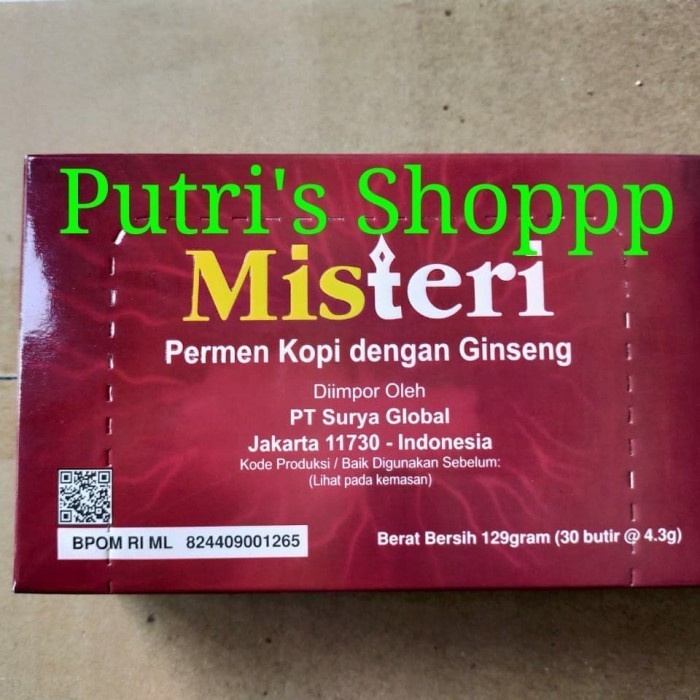 Putri's Shoppp
Misteri
Permen Kopi dengan Ginseng
Diimpor Oleh
PT Surya Global
Jakarta 11730 - Indonesia
Kode Produksi / Baik Digunakan Sebelum:
(Lihat pada kemasan)
BPOM RI ML 824409001265
Berat Bersih 129gram (30 butir @ 4.3g)